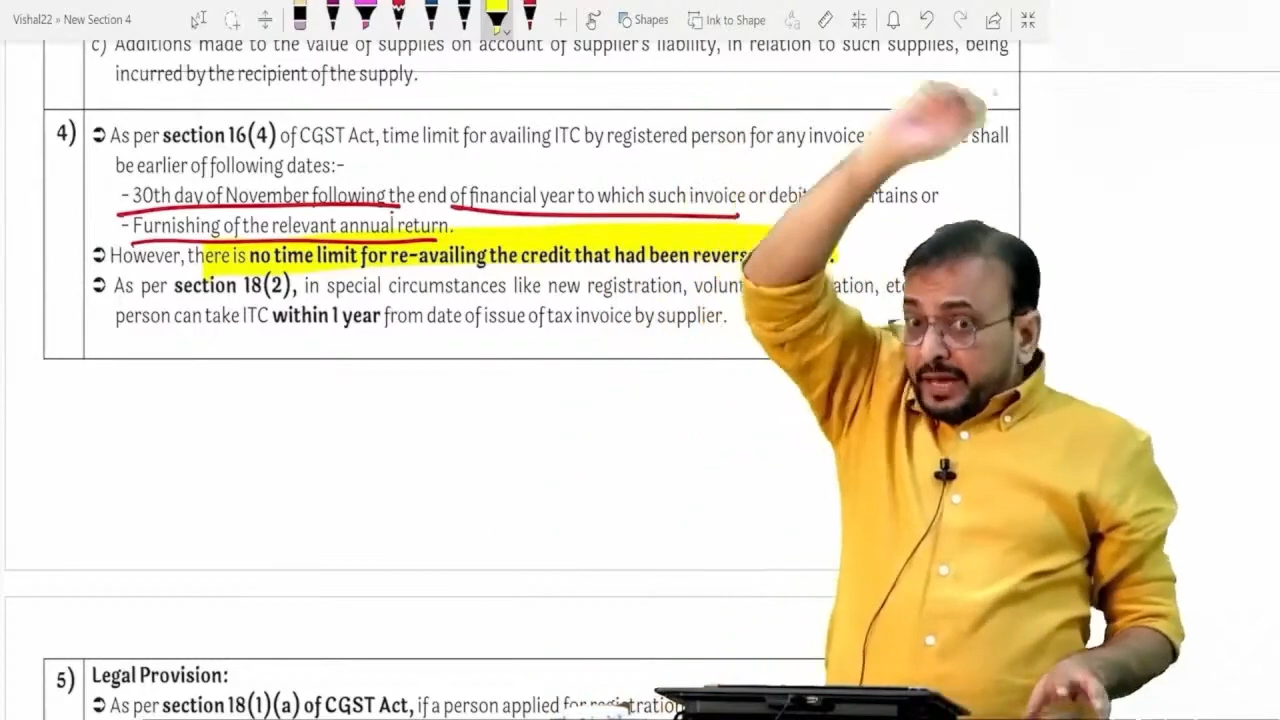 Vishal22 » New Section 4
Shapes
Ink to Shape
c) Additions made to the value of supplies on account of supplier's liability, in relation to such supplies, being
incurred by the recipient of the supply.
4) ➲ As per section 16(4) of CGST Act, time limit for availing ITC by registered person for any invoice shall
be earlier of following dates:-
- 30th day of November following the end of financial year to which such invoice or or
- Furnishing of the relevant annual return.
➲ However, there is no time limit for re-availing the credit that had been
➲ As per section 18(2), in special circumstances like new registration,
person can take ITC within 1 year from date of issue of tax invoice by supplier.
5) Legal Provision:
➲ As per section 18(1)(a) of CGST Act, if a person applied for